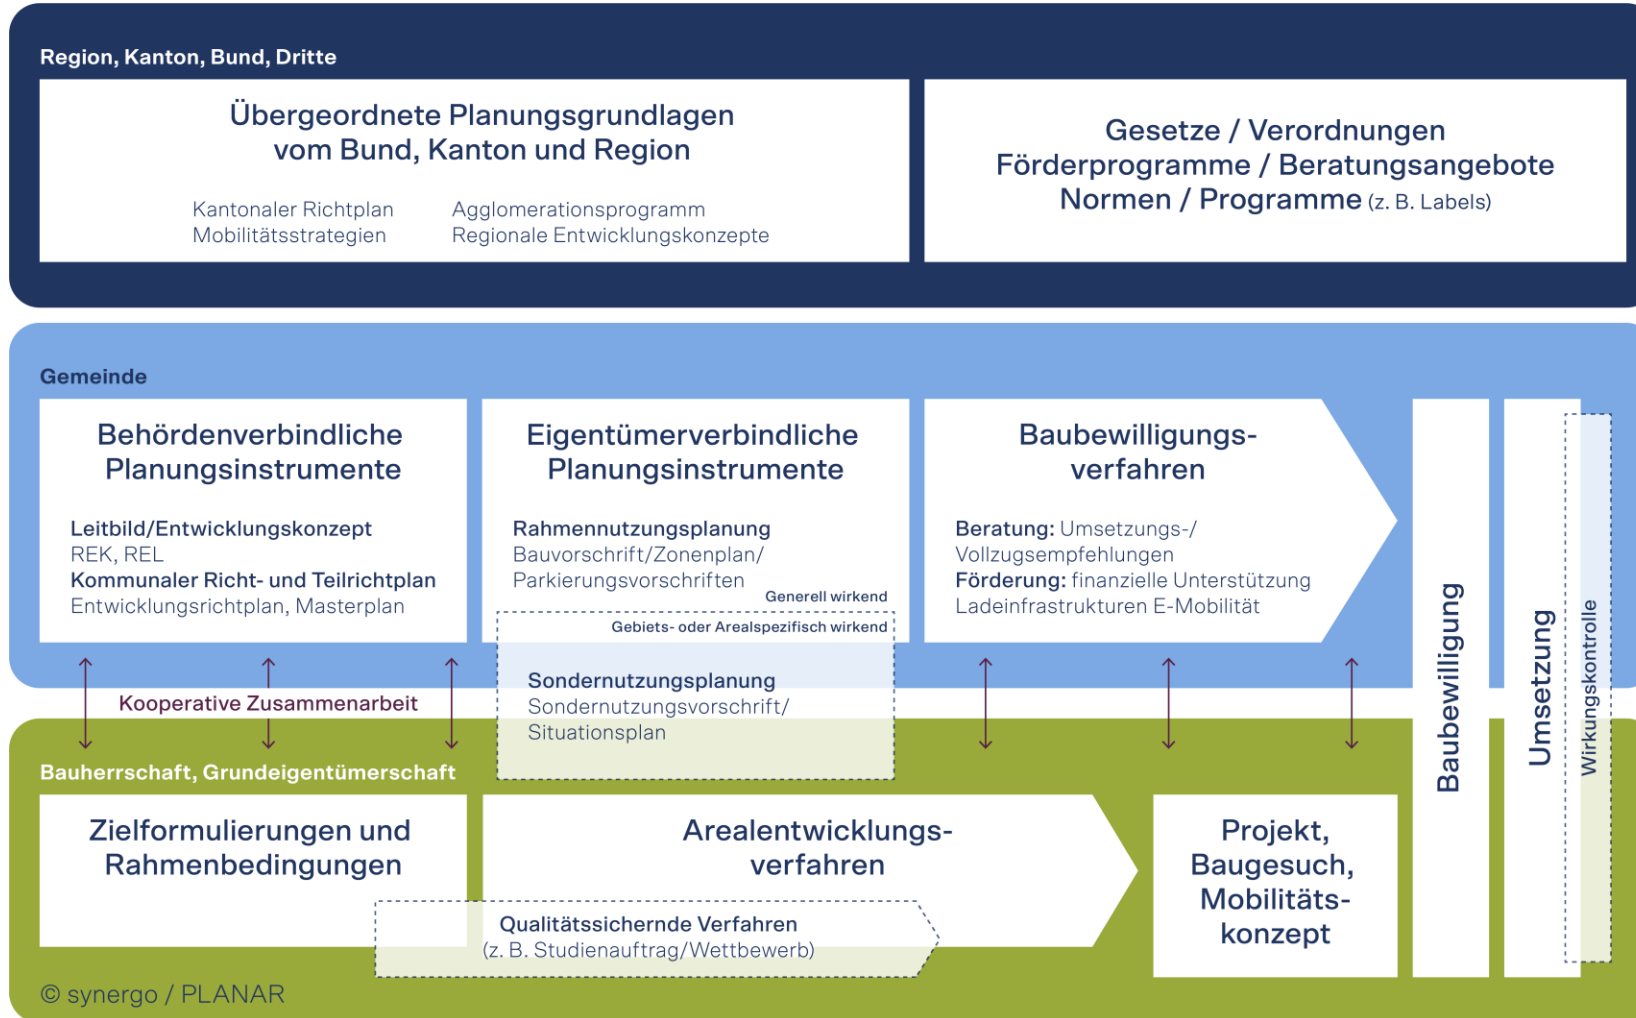 Region, Kanton, Bund, Dritte
Übergeordnete Planungsgrundlagen
vom Bund, Kanton und Region
Kantonaler Richtplan
Mobilitätsstrategien
Agglomerationsprogramm
Regionale Entwicklungskonzepte
Gesetze / Verordnungen
Förderprogramme / Beratungsangebote
Normen / Programme (z. B. Labels)
Gemeinde
Behördenverbindliche
Planungsinstrumente
Leitbild/Entwicklungskonzept
REK, REL
Kommunaler Richt- und Teilrichtplan
Entwicklungsrichtplan, Masterplan
Eigentümerverbindliche
Planungsinstrumente
Rahmennutzungsplanung
Bauvorschrift/Zonenplan/
Parkierungsvorschriften
Generell wirkend
Gebiets- oder Arealspezifisch wirkend
Sondernutzungsplanung
Sondernutzungsvorschrift/
Situationsplan
Baubewilligungs-
verfahren
Beratung: Umsetzungs-/
Vollzugsempfehlungen
Förderung: finanzielle Unterstützung
Ladeinfrastrukturen E-Mobilität
Kooperative Zusammenarbeit
Bauherrschaft, Grundeigentümerschaft
Zielformulierungen und
Rahmenbedingungen
Arealentwicklungs-
verfahren
Qualitätssichernde Verfahren
(z. B. Studienauftrag/Wettbewerb)
Projekt,
Baugesuch,
Mobilitäts-
konzept
Baubewilligung
Umsetzung
Wirkungskontrolle
© synergo / PLANAR